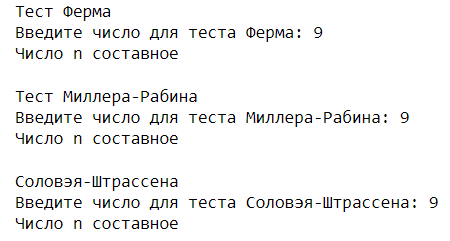 Тест Ферма
Введите число для теста Ферма: 9
Число n составное
Тест Миллера-Рабина
Введите число для теста Миллера-Рабина: 9
Число n составное
Соловэя-Штрассена
Введите число для теста Соловэя-Штрассена: 9
Число n составное